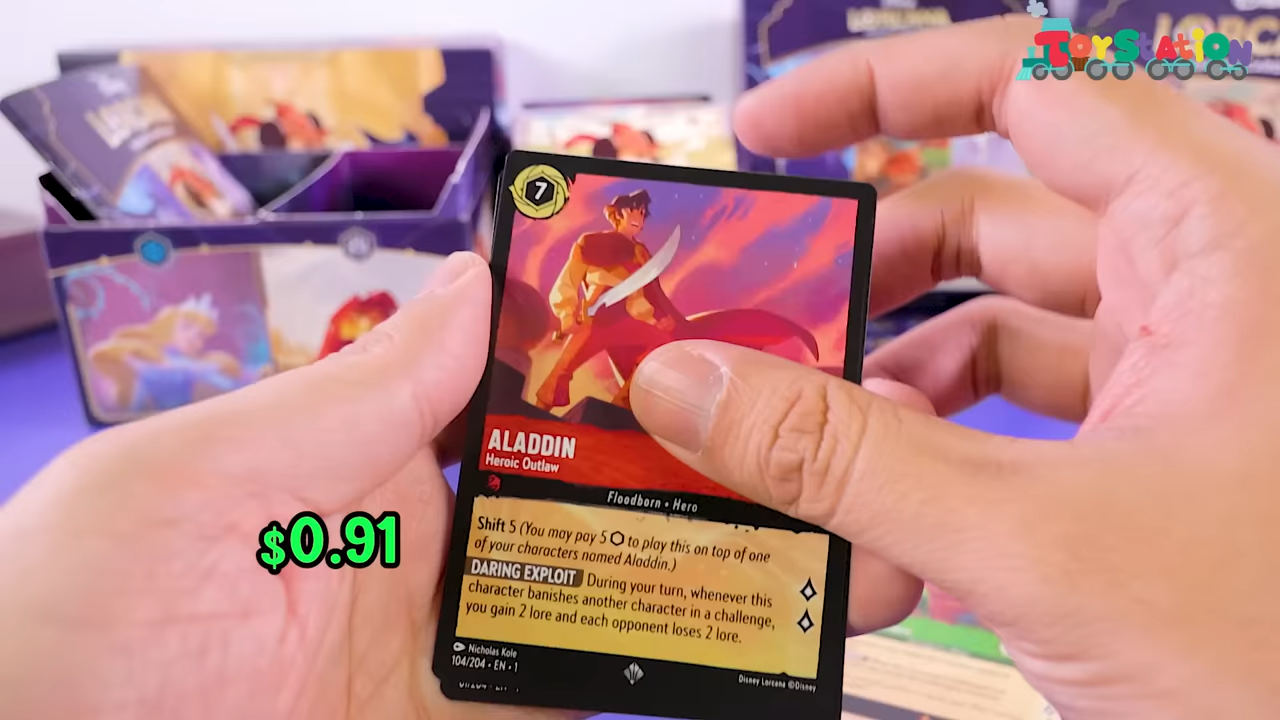 TOYSTATION
LORCANA
7
ALADDIN
Heroic Outlaw
Floodborn • Hero
Shift 5 (You may pay 5 ⬡ to play this on top of one
of your characters named Aladdin.)
DARING EXPLOIT During your turn, whenever this
character banishes another character in a challenge,
you gain 2 lore and each opponent loses 2 lore.
Nicholas Kole
104/204 • EN • 1
Disney Lorcana ©Disney
$0.91